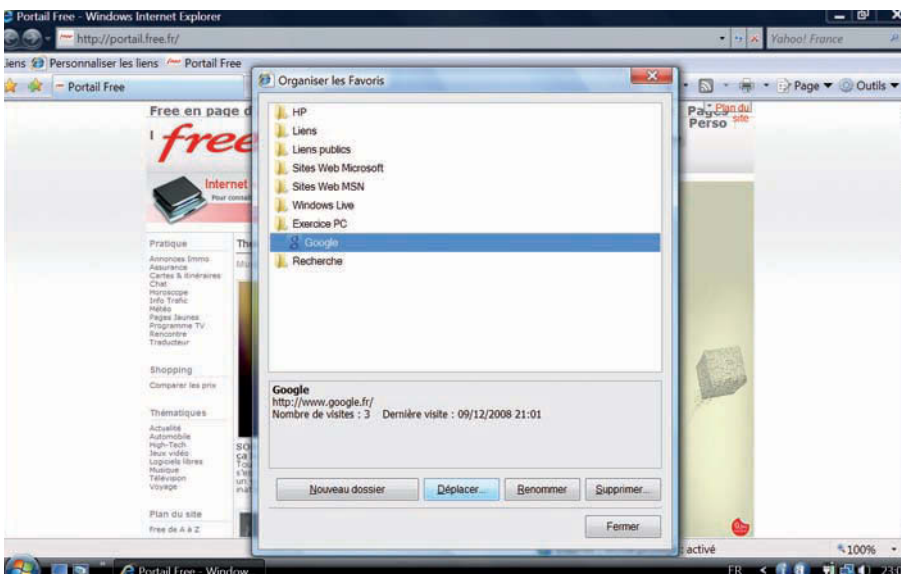 Portail Free - Windows Internet Explorer
http://portail.free.fr/
Yahoo! France
Liens Personnaliser les liens Portail Free
Portail Free
Page Outils
Free en page d
Pages Perso
Plan du site
free
Internet
Pour
Pratique
Annonces Immo
Assurance
Cartes & Itinéraires
Chat
Horoscope
Info Trafic
Météo
Pages Jaunes
Programme TV
Rencontre
Traducteur
Shopping
Comparer les prix
Thématiques
Actualité
Automobile
High-Tech
Jeux vidéo
Logiciels libres
Musique
Télévision
Voyage
Plan du site
Free de A à Z
Organiser les Favoris
HP
Liens
Liens publics
Sites Web Microsoft
Sites Web MSN
Windows Live
Exercice PC
Google
Recherche
Google
http://www.google.fr/
Nombre de visites : 3 Dernière visite : 09/12/2008 21:01
Nouveau dossier Déplacer... Renommer Supprimer...
Fermer
: activé
100%
Portail Free - Window...
FR